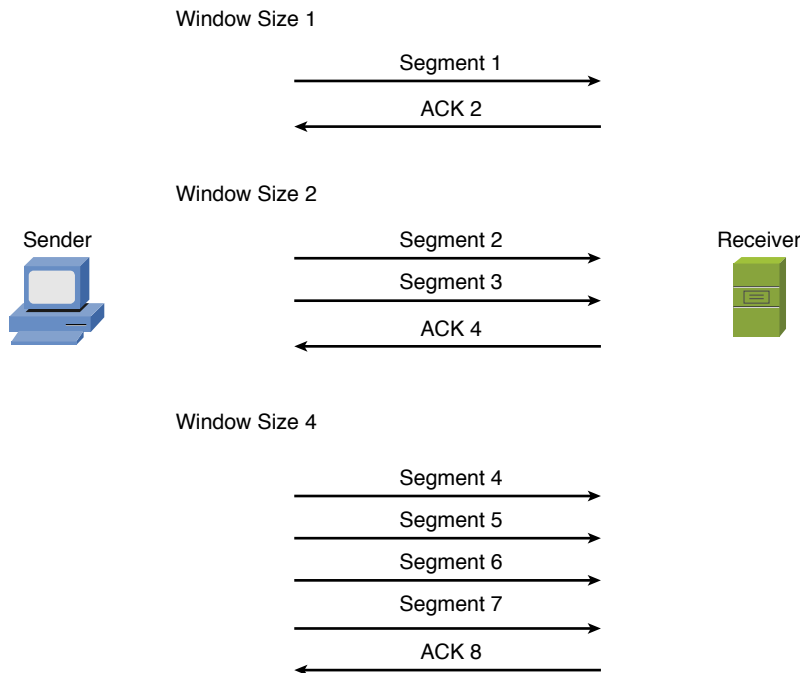 Window Size 1
Segment 1
ACK 2
Window Size 2
Sender
Receiver
Segment 2
Segment 3
ACK 4
Window Size 4
Segment 4
Segment 5
Segment 6
Segment 7
ACK 8